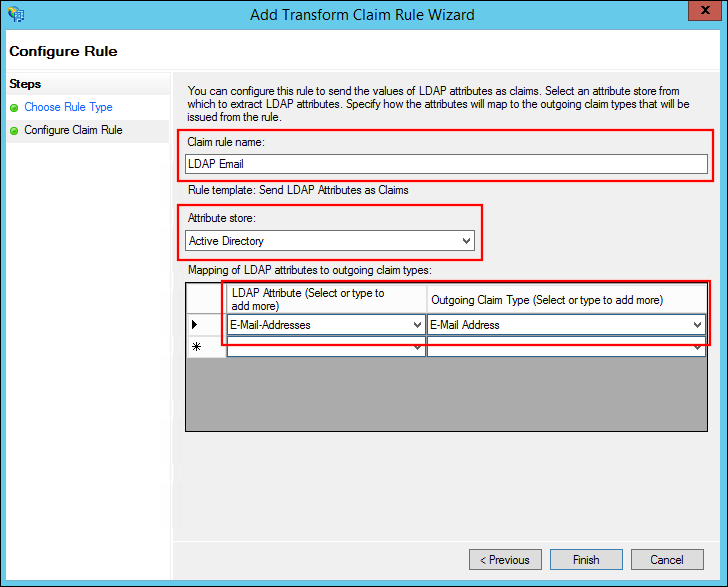 Add Transform Claim Rule Wizard
X
Configure Rule
Steps
Choose Rule Type
Configure Claim Rule
You can configure this rule to send the values of LDAP attributes as claims. Select an attribute store from
which to extract LDAP attributes. Specify how the attributes will map to the outgoing claim types that will be
issued from the rule.
Claim rule name:
LDAP Email
Rule template: Send LDAP Attributes as Claims
Attribute store:
Active Directory
Mapping of LDAP attributes to outgoing claim types:
LDAP Attribute (Select or type to
add more)
Outgoing Claim Type (Select or type to add more)
E-Mail-Addresses
E-Mail Address
< Previous
Finish
Cancel